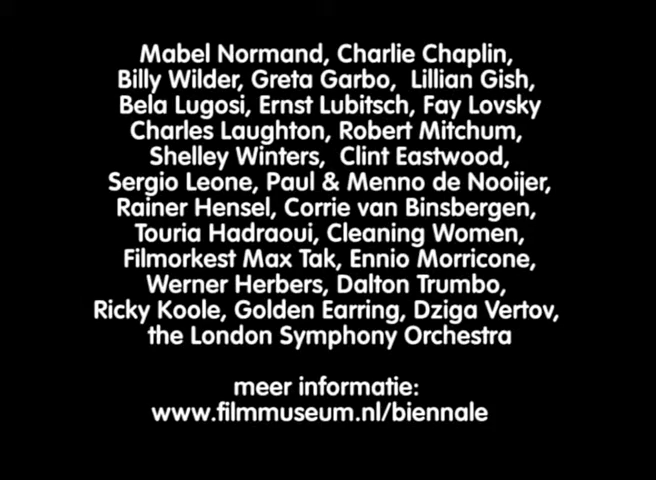 Mabel Normand, Charlie Chaplin,
Billy Wilder, Greta Garbo, Lillian Gish,
Bela Lugosi, Ernst Lubitsch, Fay Lovsky
Charles Laughton, Robert Mitchum,
Shelley Winters, Clint Eastwood,
Sergio Leone, Paul & Menno de Nooijer,
Rainer Hensel, Corrie van Binsbergen,
Touria Hadraoui, Cleaning Women,
Filmorkest Max Tak, Ennio Morricone,
Werner Herbers, Dalton Trumbo,
Ricky Koole, Golden Earring, Dziga Vertov,
the London Symphony Orchestra
meer informatie:
www.filmmuseum.nl/biennale